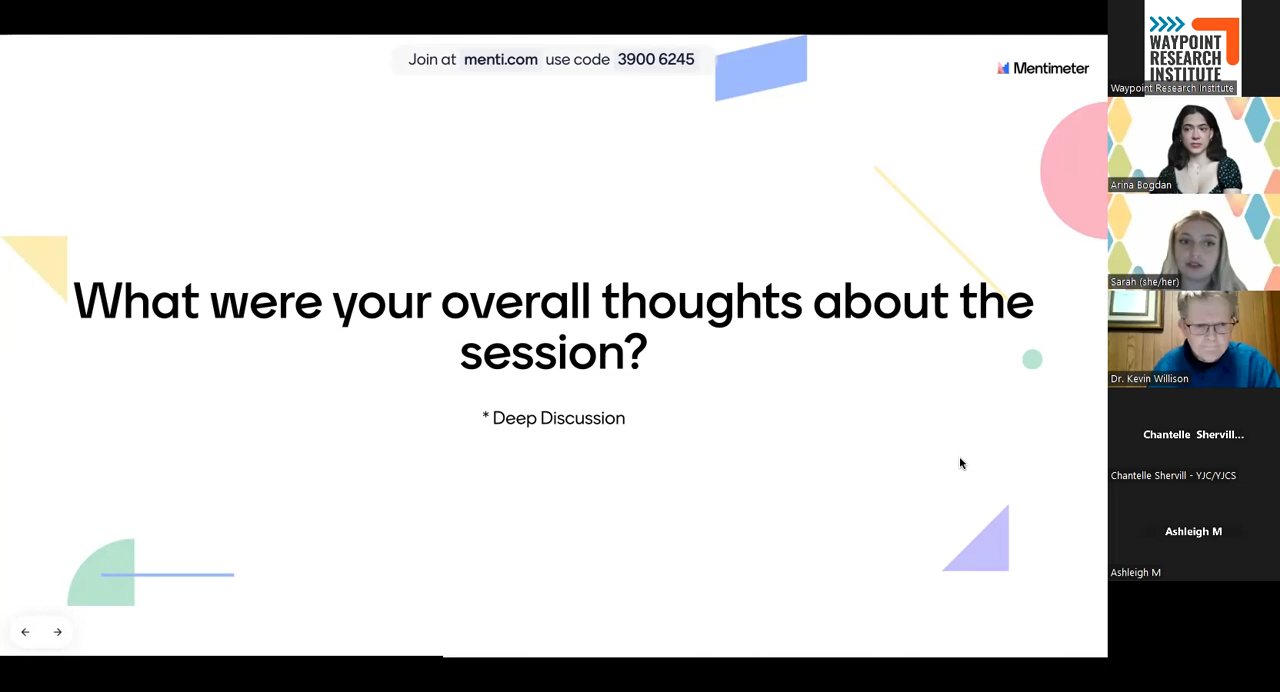 Join at menti.com use code 3900 6245
Mentimeter
What were your overall thoughts about the
session?
* Deep Discussion
WAYPOINT
RESEARCH
INSTITUTE
Waypoint Research Institute
Arina Bogdan
Sarah (she/her)
Dr. Kevin Willison
Chantelle Shervill...
Chantelle Shervill - YJC/YJCS
Ashleigh M
Ashleigh M